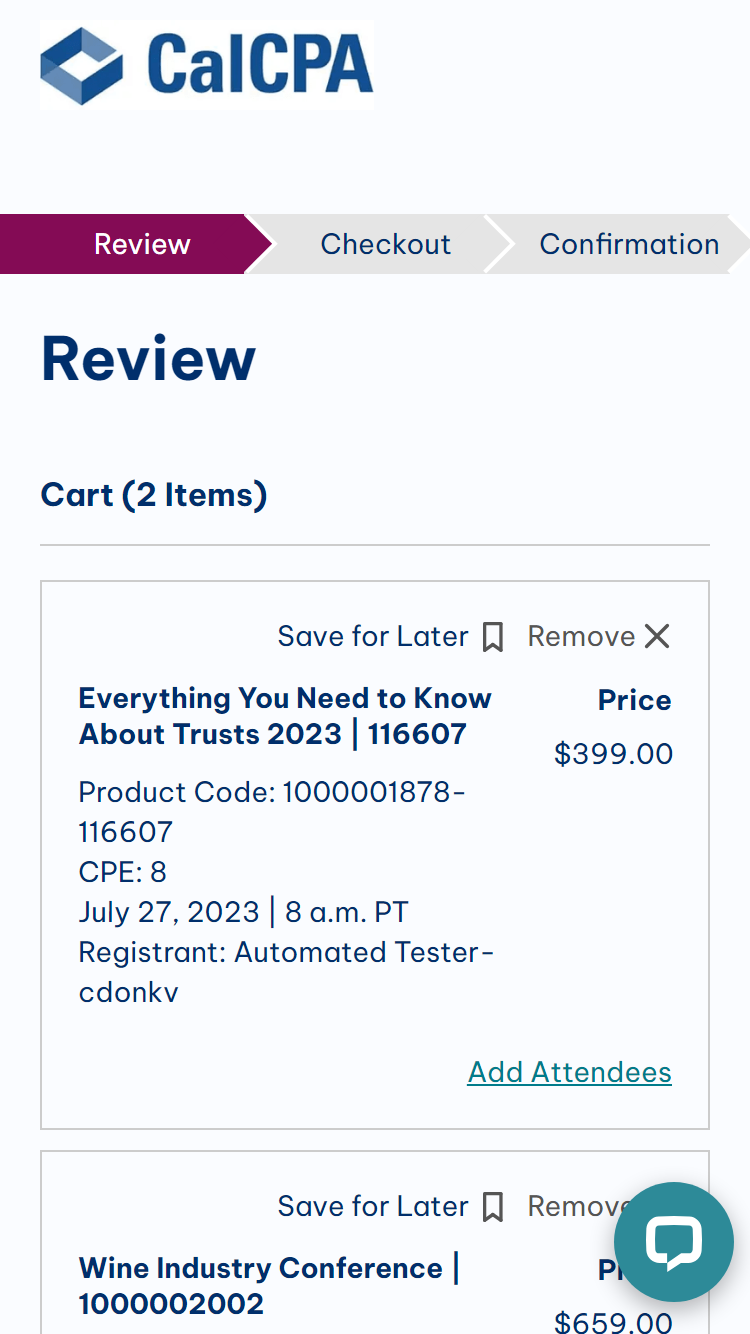 CalCPA
Review
Checkout
Confirmation
Review
Cart (2 Items)
Save for Later
Remove
Everything You Need to Know
About Trusts 2023 | 116607
Price
$399.00
Product Code: 1000001878-
116607
CPE: 8
July 27, 2023 | 8 a.m. PT
Registrant: Automated Tester-
cdonkv
Add Attendees
Save for Later
Remove
Wine Industry Conference |
1000002002
$659.00